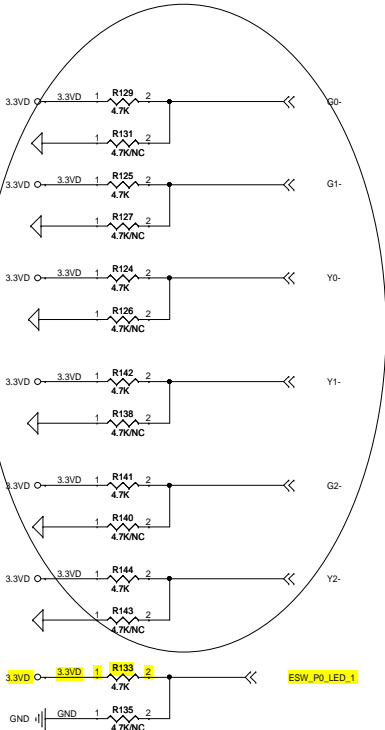 R129
3.3VD 3.3VD 1 2 G0-
4.7K
R131
1 2
4.7K/NC
R125
3.3VD 3.3VD 1 2 G1-
4.7K
R127
1 2
4.7K/NC
R124
3.3VD 3.3VD 1 2 Y0-
4.7K
R126
1 2
4.7K/NC
R142
3.3VD 3.3VD 1 2 Y1-
4.7K
R138
1 2
4.7K/NC
R141
3.3VD 3.3VD 1 2 G2-
4.7K
R140
1 2
4.7K/NC
R144
3.3VD 3.3VD 1 2 Y2-
4.7K
R143
1 2
4.7K/NC
R133
3.3VD 3.3VD 1 2 ESW_P0_LED_1
4.7K
R135
GND GND 1 2
4.7K/NC